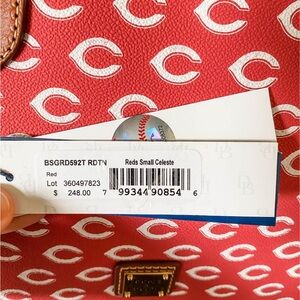 BSGRD592T RDTN Reds Small Celeste
Red
Lot 360497823
$ 248.00 7 99344 90854 6